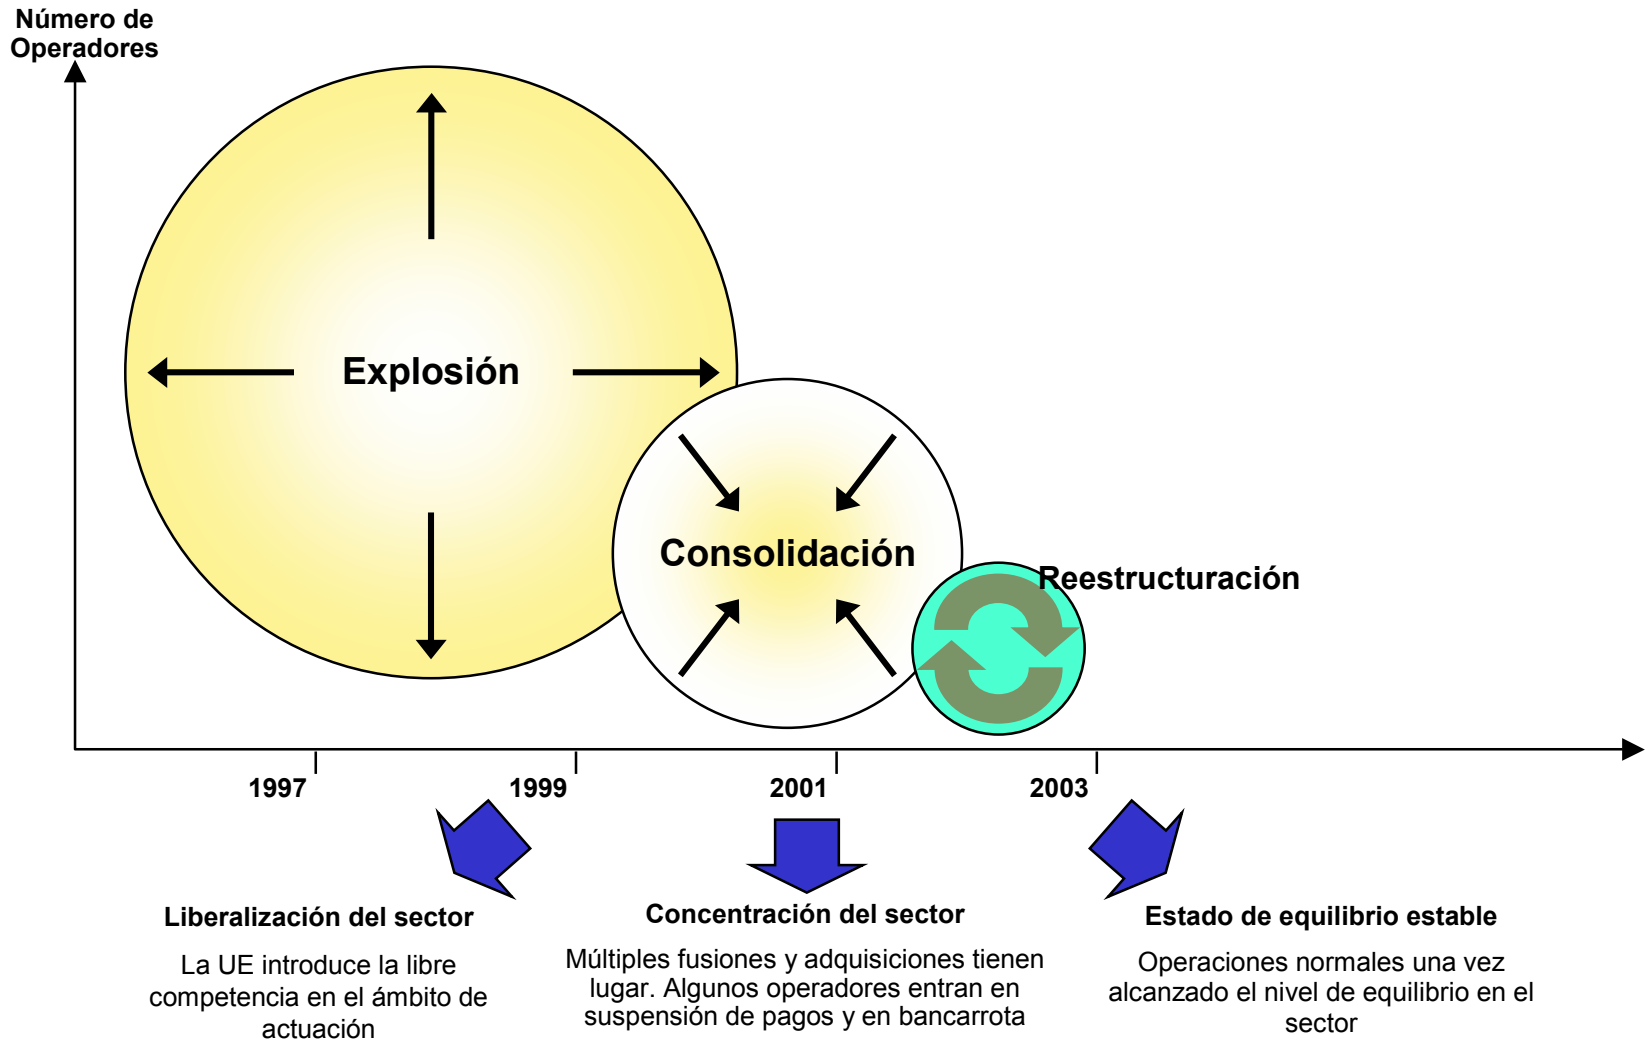 Número de
Operadores
Explosión
Consolidación
Reestructuración
1997
1999
2001
2003
Liberalización del sector
La UE introduce la libre
competencia en el ámbito de
actuación
Concentración del sector
Múltiples fusiones y adquisiciones tienen
lugar. Algunos operadores entran en
suspensión de pagos y en bancarrota
Estado de equilibrio estable
Operaciones normales una vez
alcanzado el nivel de equilibrio en el
sector